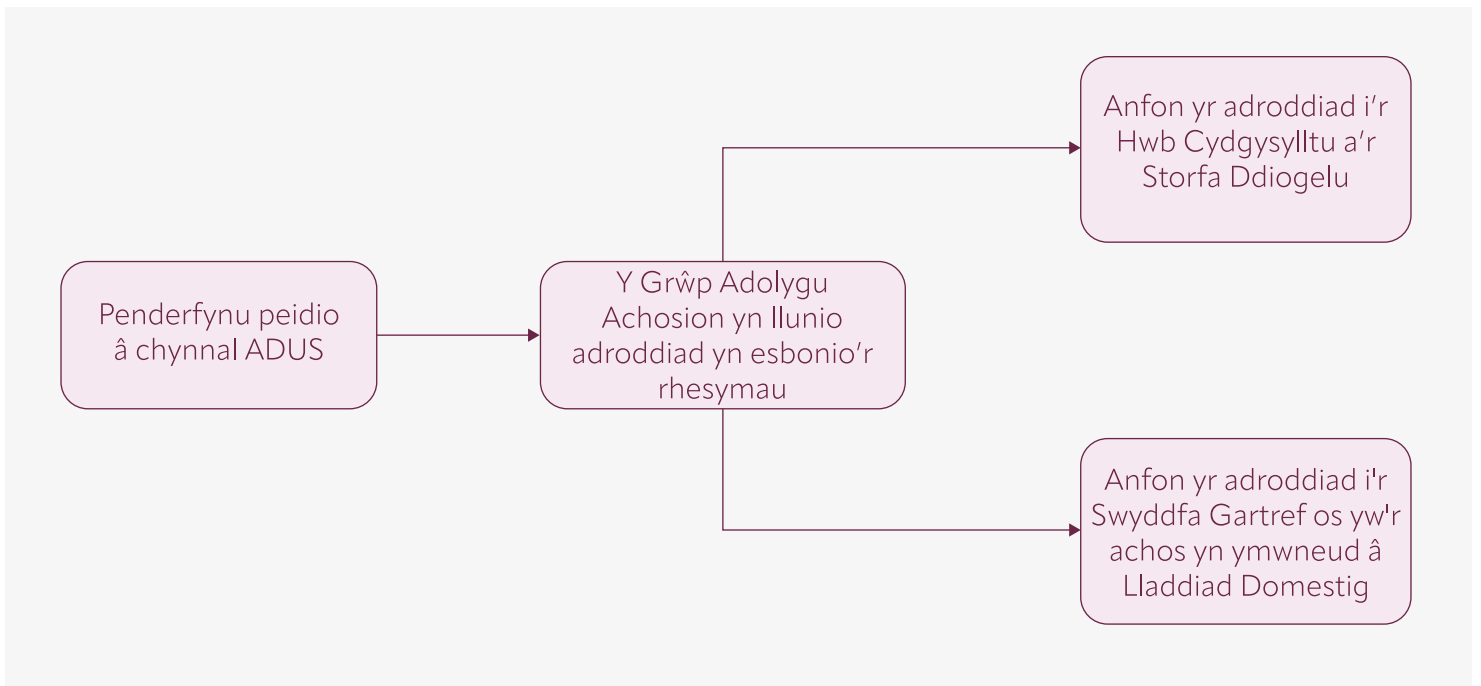 Penderfynu peidio
â chynnal ADUS
Y Grŵp Adolygu
Achosion yn llunio
adroddiad yn esbonio’r
rhesymau
Anfon yr adroddiad i’r
Hwb Cydgysylltu a’r
Storfa Ddiogelu
Anfon yr adroddiad i'r
Swyddfa Gartref os yw'r
achos yn ymwneud â
Lladdiad Domestig